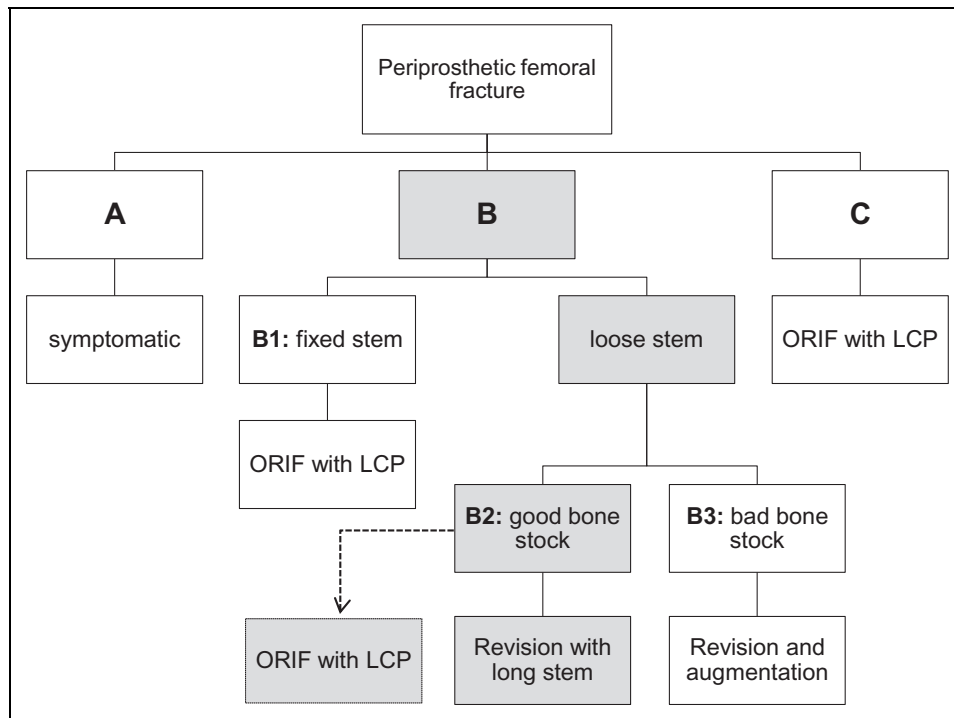 Periprosthetic femoral
fracture
A
B
C
symptomatic
B1: fixed stem
loose stem
ORIF with LCP
ORIF with LCP
B2: good bone
stock
B3: bad bone
stock
ORIF with LCP
Revision with
long stem
Revision and
augmentation